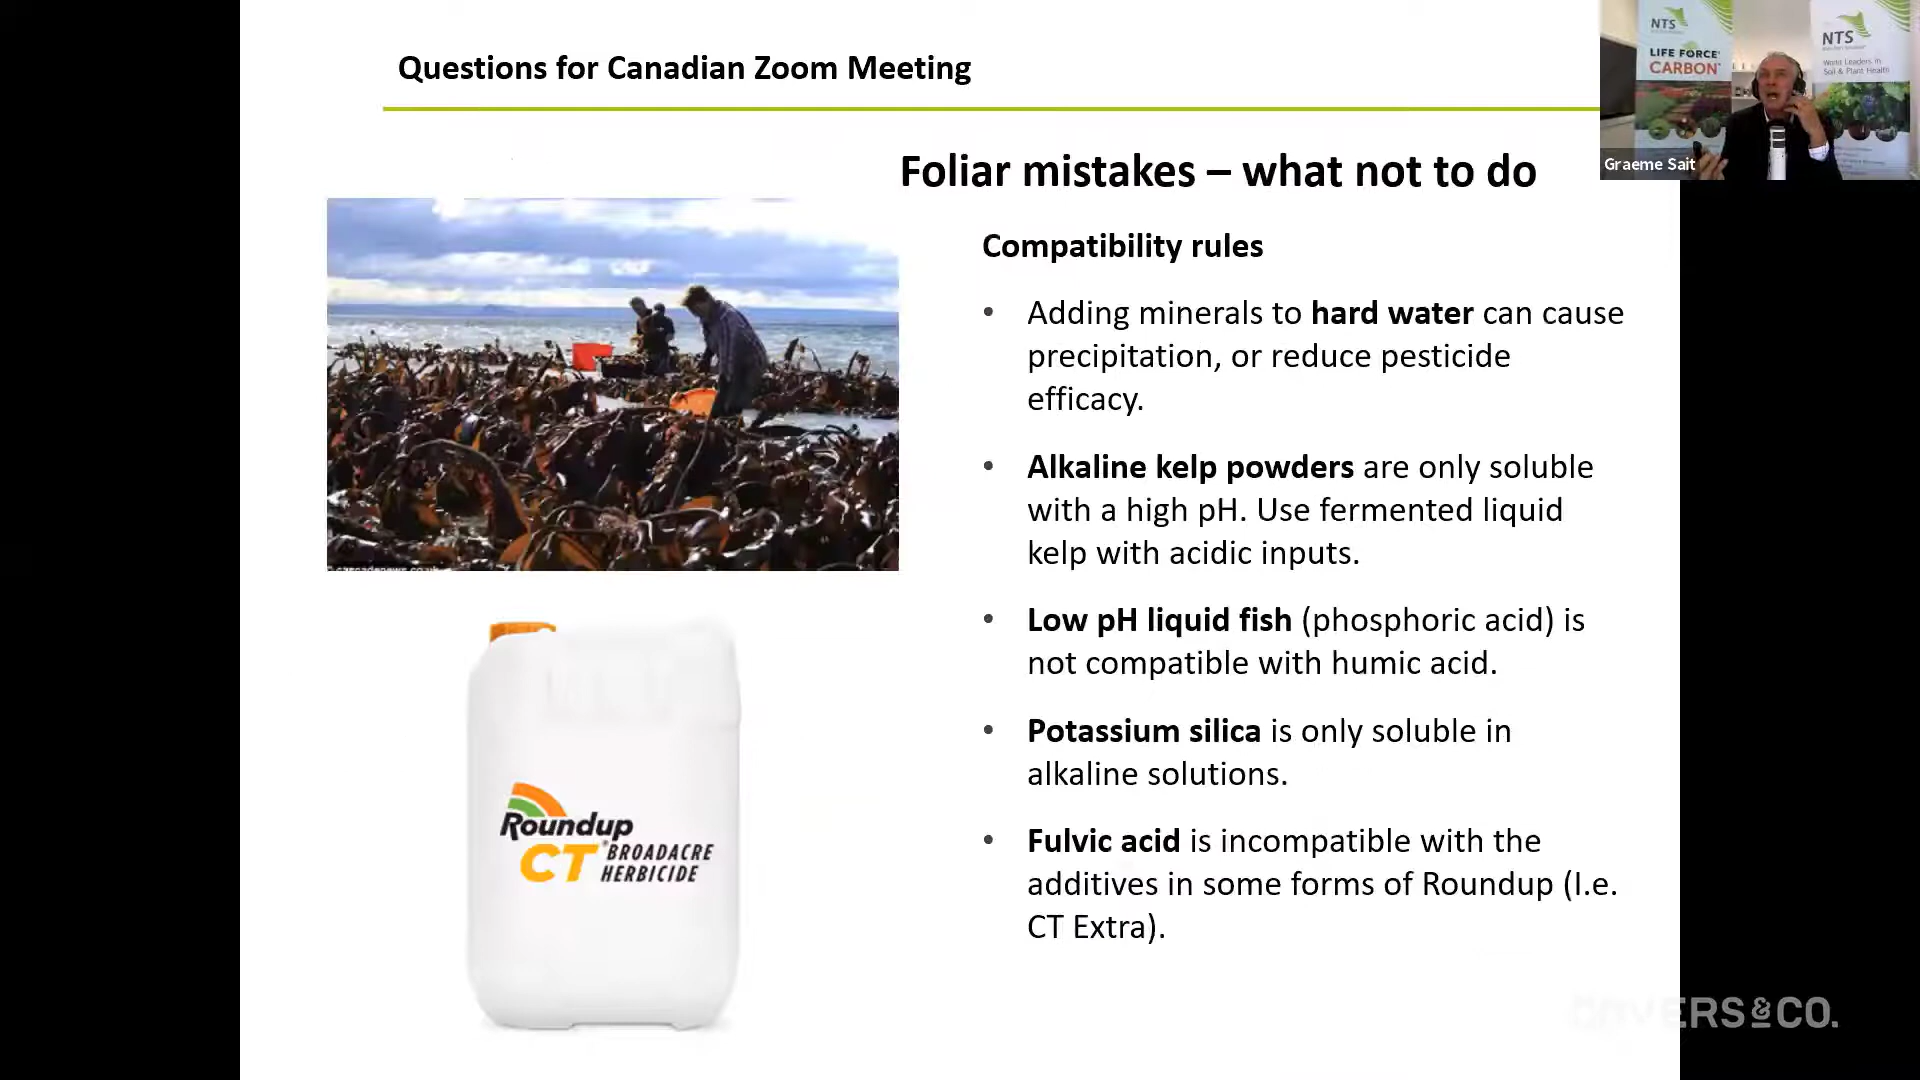 Questions for Canadian Zoom Meeting
NTS
LIFE FORCE
CARBON
NTS
World Leaders in
Soil & Plant Health
Graeme Sait
Foliar mistakes – what not to do
Compatibility rules
• Adding minerals to hard water can cause
precipitation, or reduce pesticide
efficacy.
• Alkaline kelp powders are only soluble
with a high pH. Use fermented liquid
kelp with acidic inputs.
• Low pH liquid fish (phosphoric acid) is
not compatible with humic acid.
• Potassium silica is only soluble in
alkaline solutions.
• Fulvic acid is incompatible with the
additives in some forms of Roundup (I.e.
CT Extra).
Roundup
CT® BROADACRE
HERBICIDE
ERS&CO.